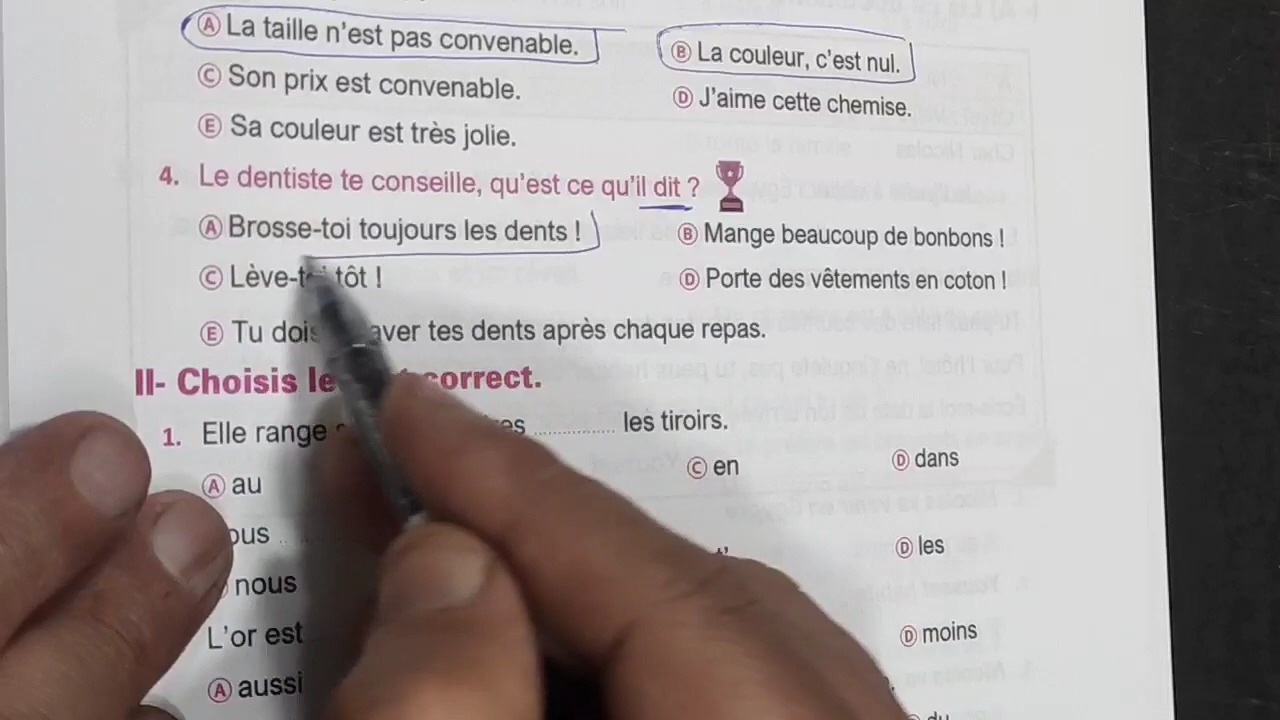 A La taille n'est pas convenable.
B La couleur, c'est nul.
C Son prix est convenable.
D J'aime cette chemise.
E Sa couleur est très jolie.
4. Le dentiste te conseille, qu'est ce qu'il dit ?
A Brosse-toi toujours les dents !
B Mange beaucoup de bonbons !
C Lève-toi tôt !
D Porte des vêtements en coton !
E Tu dois laver tes dents après chaque repas.
II- Choisis le correct.
1. Elle range ............... les tiroirs.
A au
C en
D dans
D les
nous
L'or est
D moins
A aussi
du